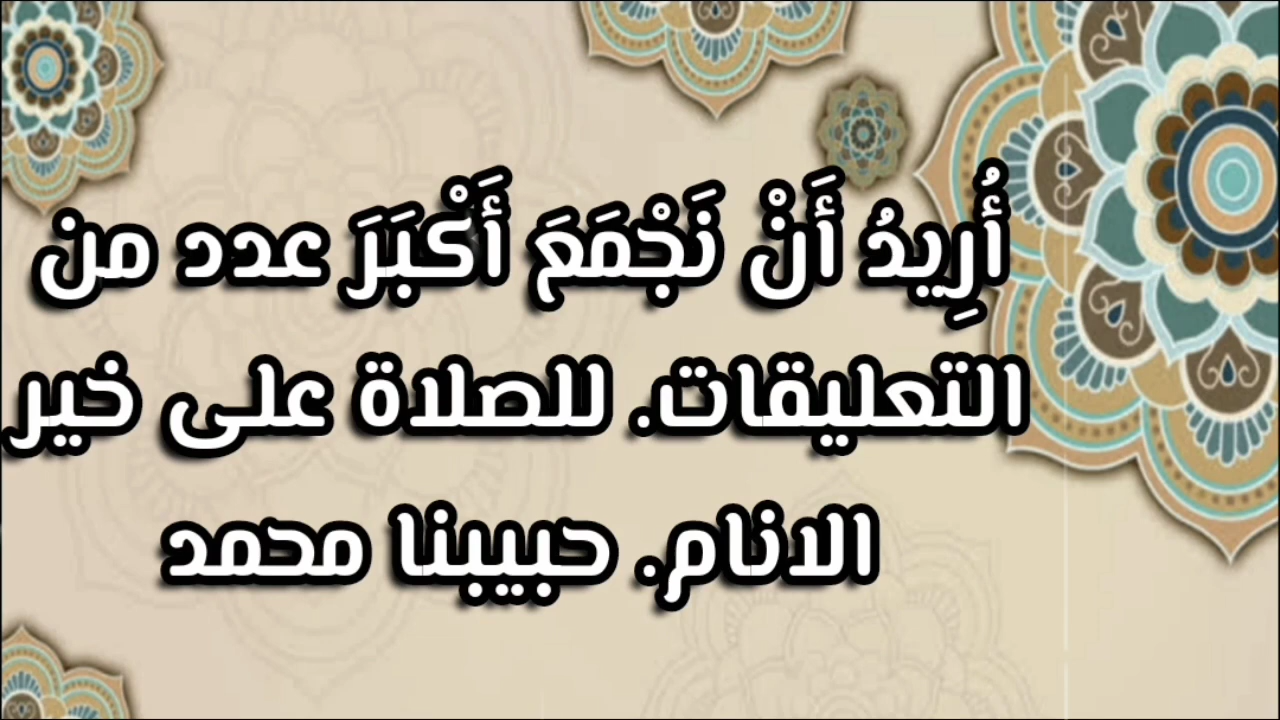 أُرِيدُ أَنْ نَجْمَعَ أَكْبَرَ عدد من
التعليقات. للصلاة على خير
الانام. حبيبنا محمد